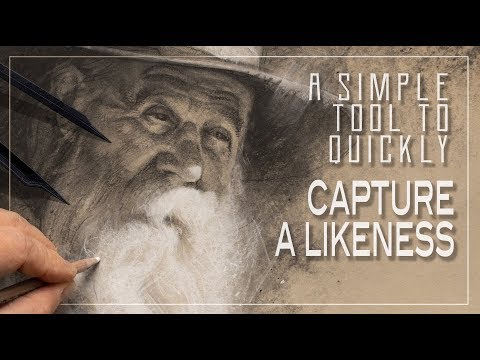 A SIMPLE
TOOL TO
QUICKLY
CAPTURE
A LIKENESS